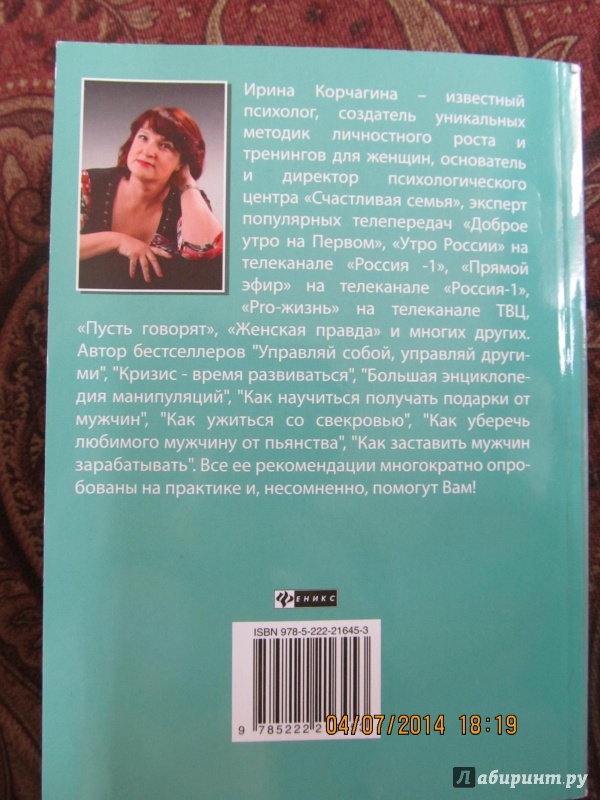 Ирина Корчагина – известный
психолог, создатель уникальных
методик личностного роста и
тренингов для женщин, основатель
и директор психологического
центра «Счастливая семья», эксперт
популярных телепередач «Доброе
утро на Первом», «Утро России» на
телеканале «Россия -1», «Прямой
эфир» на телеканале «Россия-1»,
«Pro-жизнь» на телеканале ТВЦ,
«Пусть говорят», «Женская правда» и многих других.
Автор бестселлеров "Управляй собой, управляй други-
ми", "Кризис - время развиваться", "Большая энциклопе-
дия манипуляций", "Как научиться получать подарки от
мужчин", "Как ужиться со свекровью", "Как уберечь
любимого мужчину от пьянства", "Как заставить мужчин
зарабатывать". Все ее рекомендации многократно опро-
бованы на практике и, несомненно, помогут Вам!
ФЕНИКС
ISBN 978-5-222-21645-3
9 785222 2
04/07/2014 18:19
Лабиринт.ру